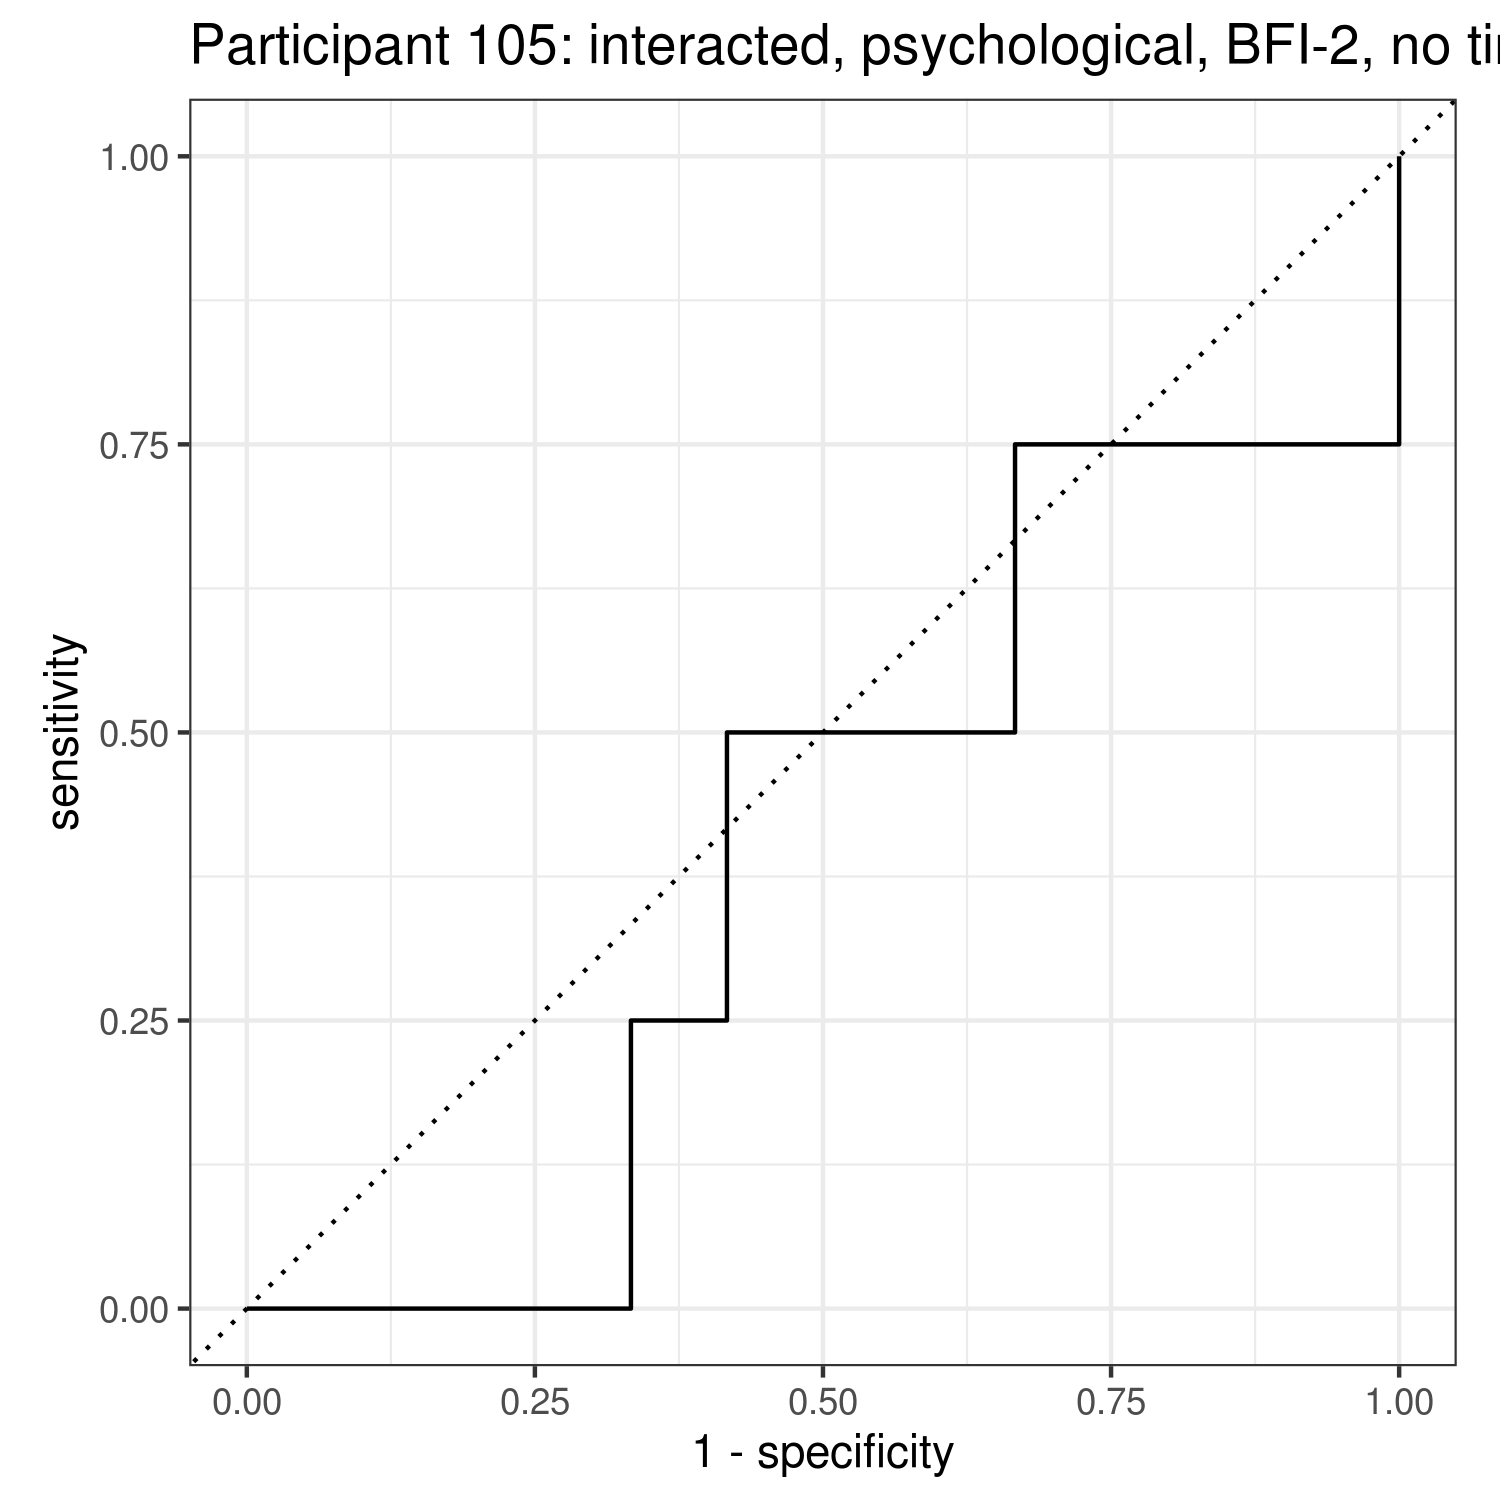 Participant 105: interacted, psychological, BFI-2, no
1.00
0.75
0.50
0.25
0.00
sensitivity
0.00 0.25 0.50 0.75 1.00
1 - specificity